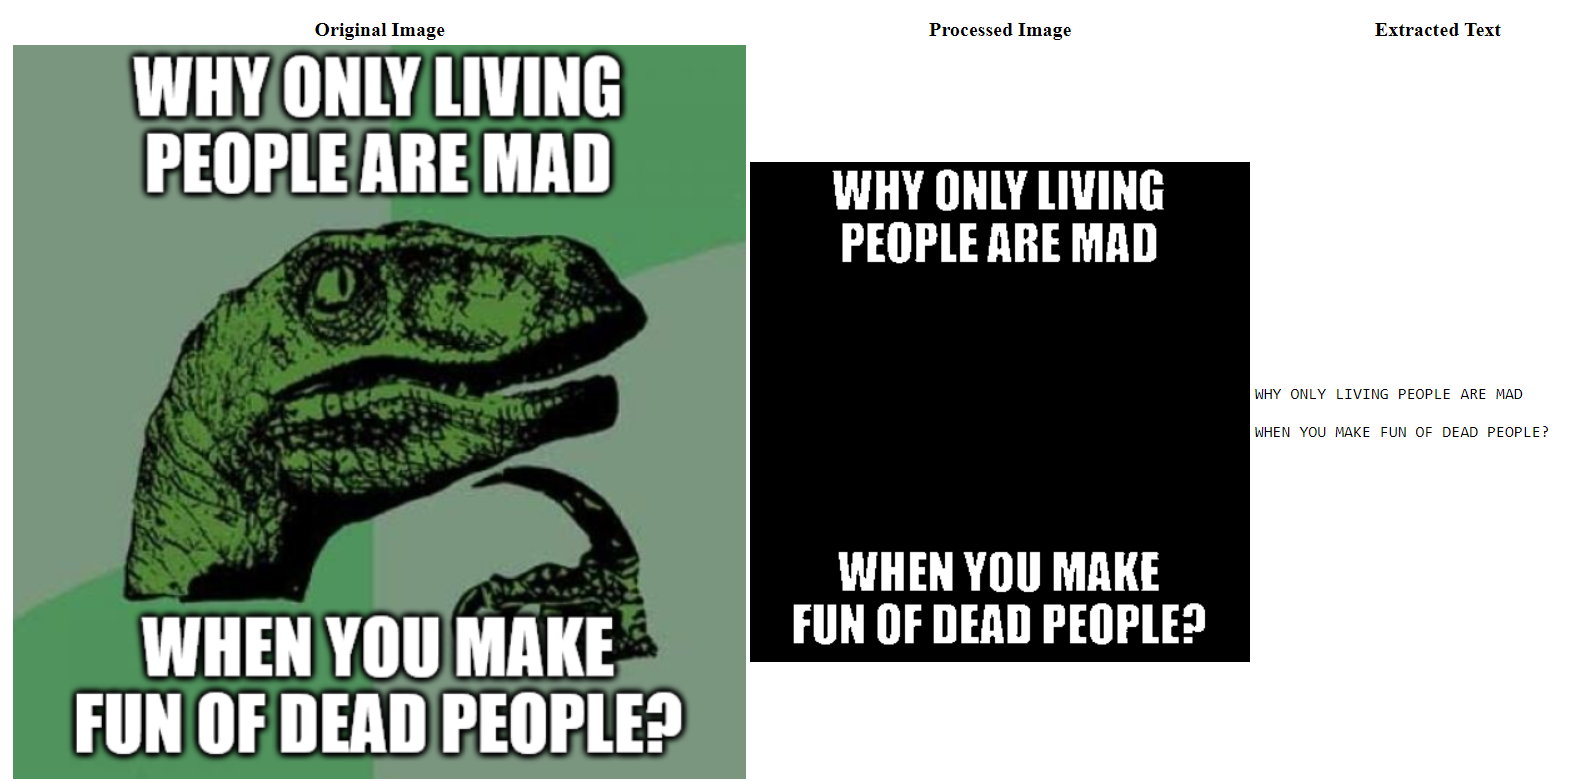 Original Image
Processed Image
Extracted Text
WHY ONLY LIVING
PEOPLE ARE MAD
WHEN YOU MAKE
FUN OF DEAD PEOPLE?
WHY ONLY LIVING
PEOPLE ARE MAD
WHEN YOU MAKE
FUN OF DEAD PEOPLE?
WHY ONLY LIVING PEOPLE ARE MAD
WHEN YOU MAKE FUN OF DEAD PEOPLE?